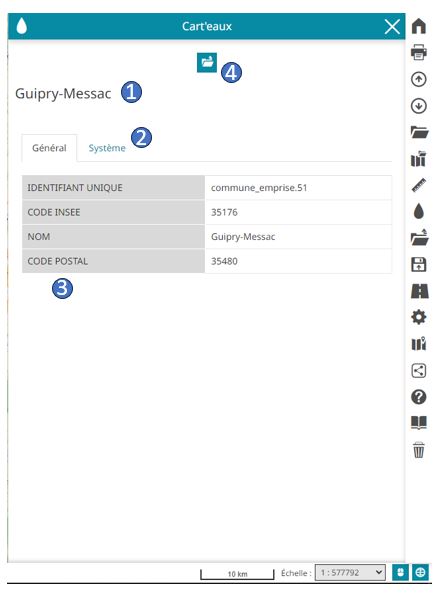 Cart'eaux
4
Guipry-Messac 1
2
Général Système
IDENTIFIANT UNIQUE commune_emprise.51
CODE INSEE 35176
NOM Guipry-Messac
CODE POSTAL 35480
3
10 km Échelle : 1 : 577792